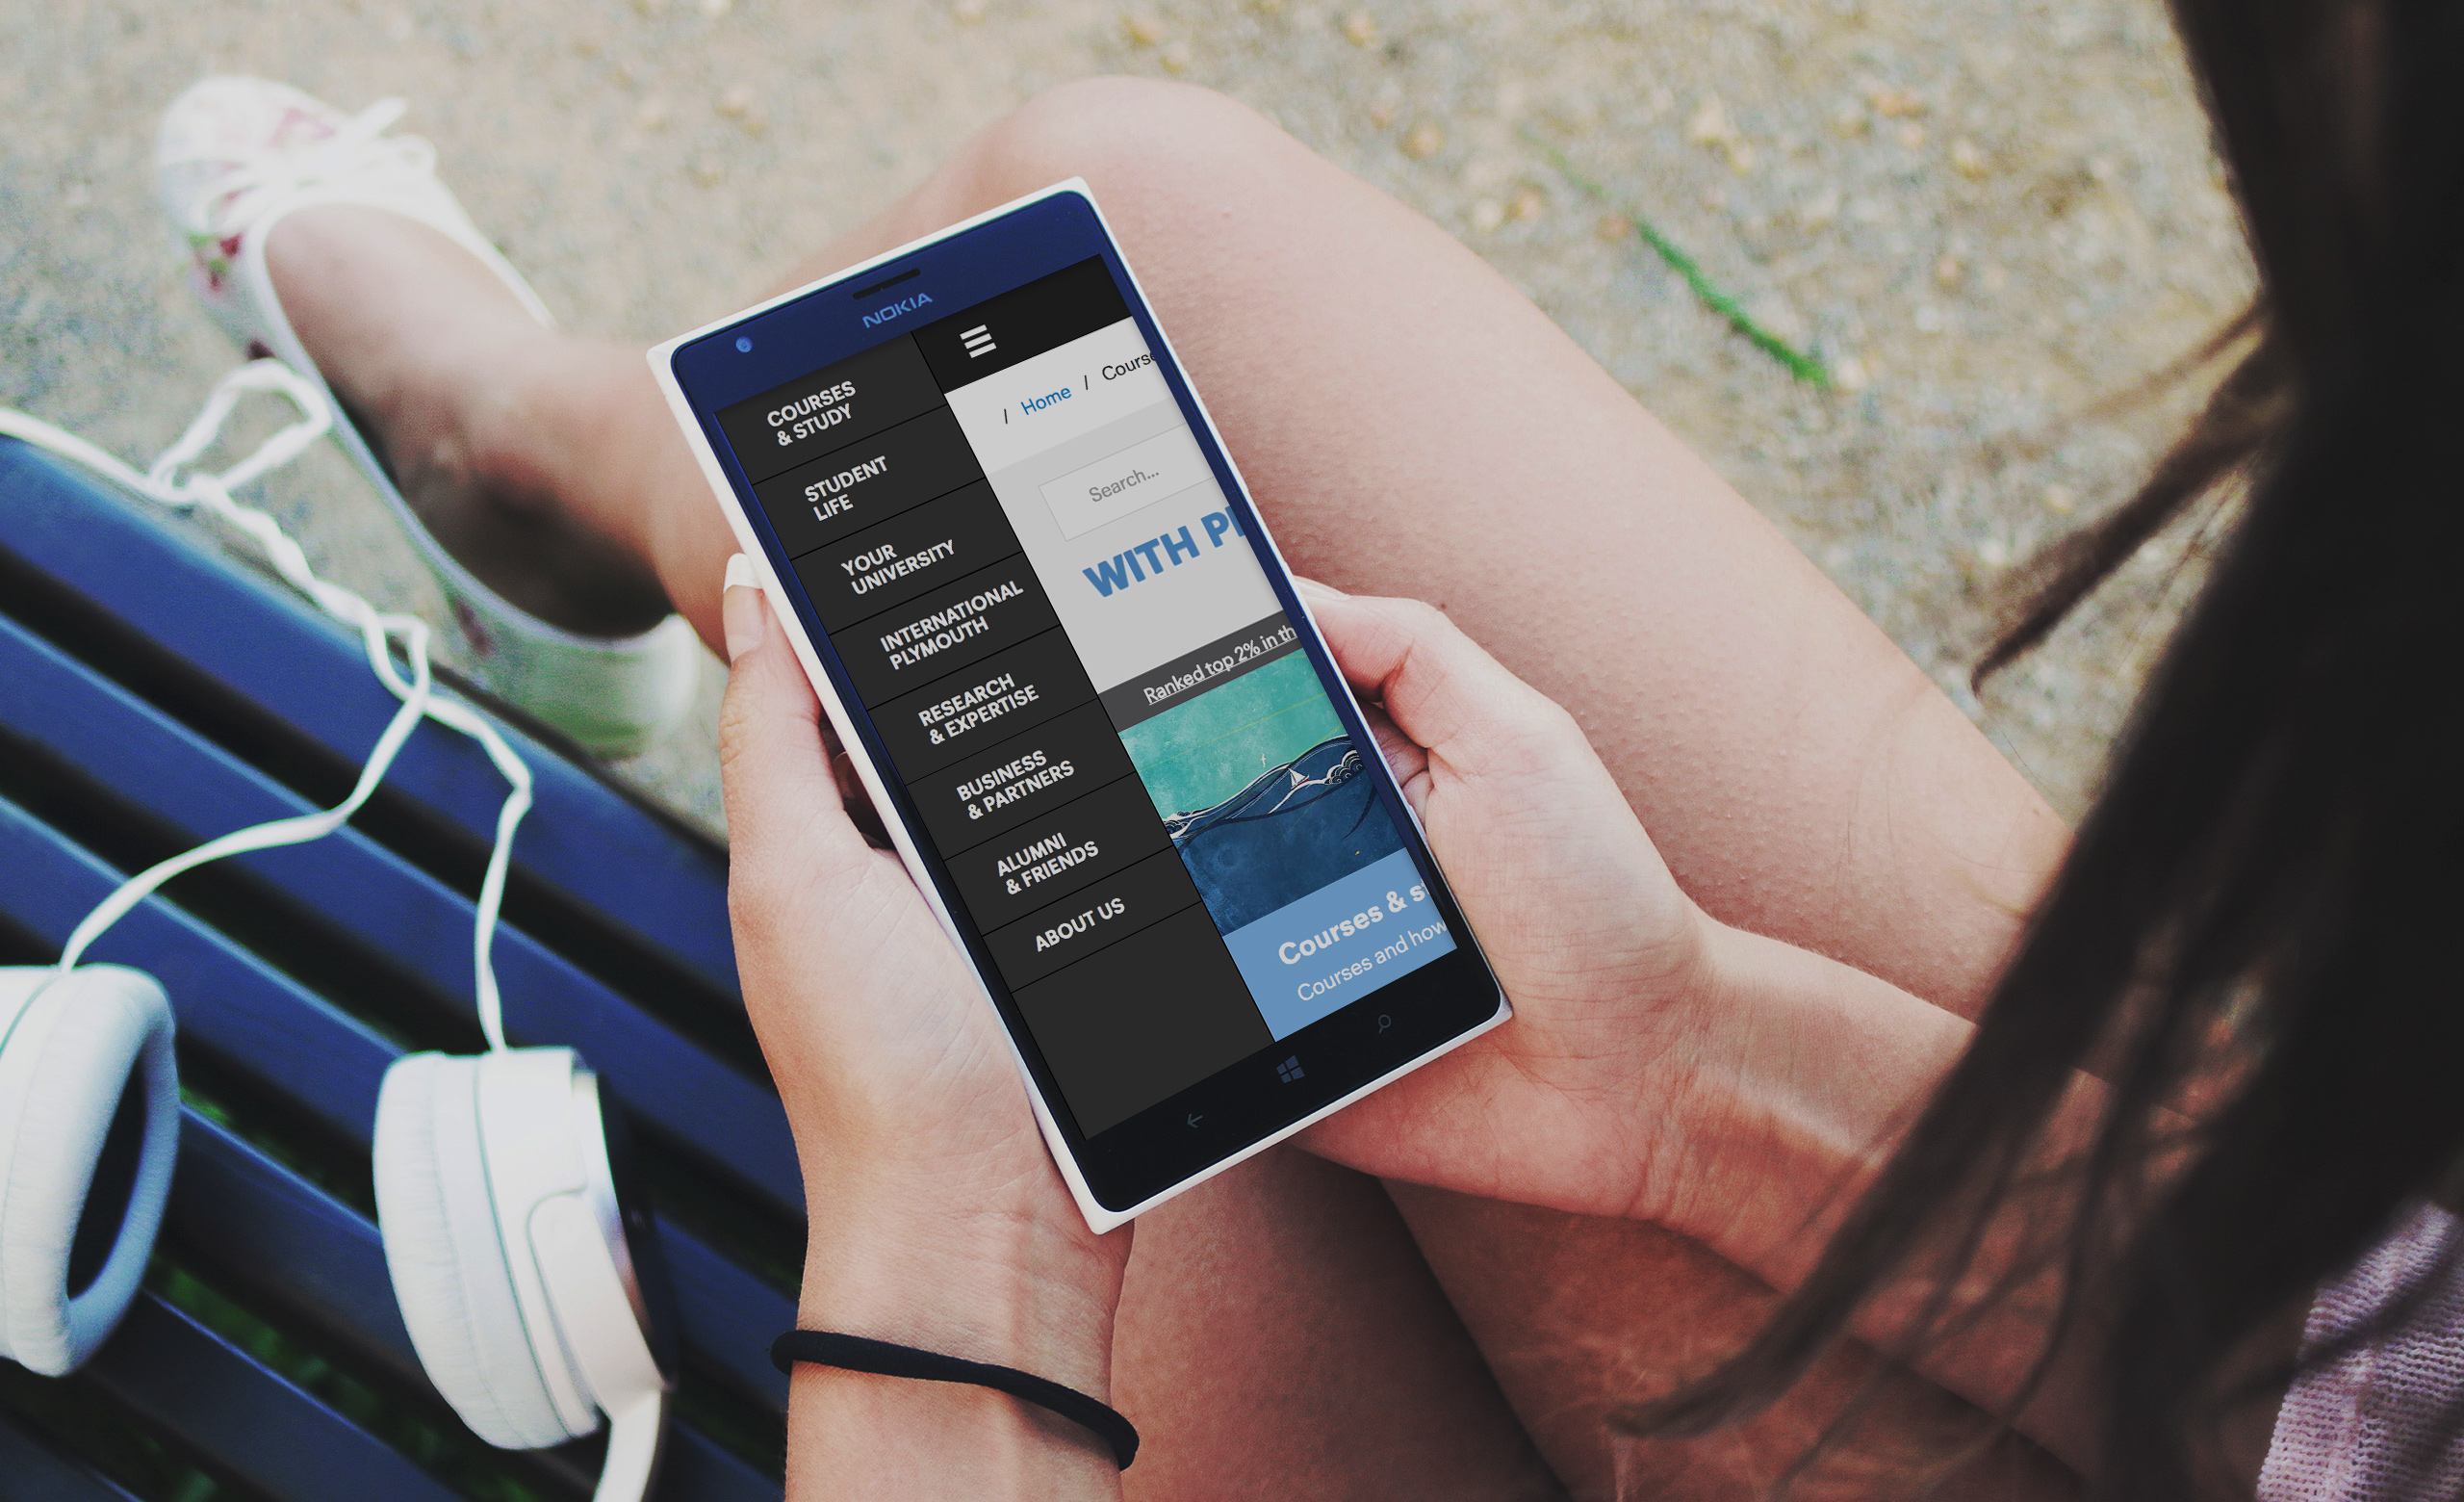 NOKIA
COURSES
& STUDY
STUDENT
LIFE
YOUR
UNIVERSITY
INTERNATIONAL
PLYMOUTH
RESEARCH
& EXPERTISE
BUSINESS
& PARTNERS
ALUMNI
& FRIENDS
ABOUT US
/ Home / Course
Search...
WITH
Ranked top 2% in th
Courses & s
Courses and how